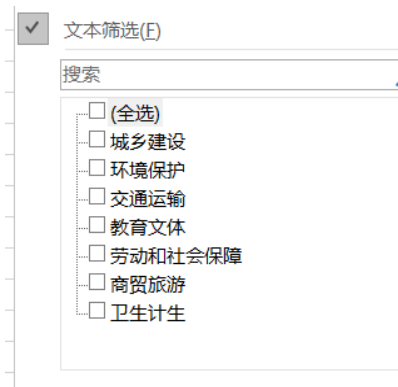 文本筛选(F)
搜索
(全选)
城乡建设
环境保护
交通运输
教育文体
劳动和社会保障
商贸旅游
卫生计生